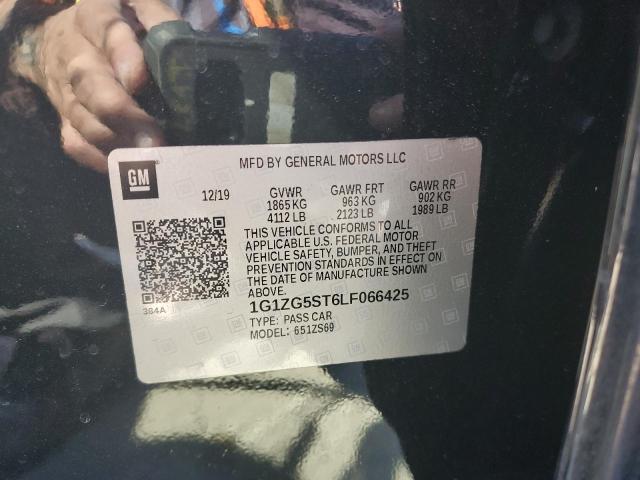 GM
MFD BY GENERAL MOTORS LLC
12/19 GVWR GAWR FRT GAWR RR
1865 KG 963 KG 902 KG
4112 LB 2123 LB 1989 LB
THIS VEHICLE CONFORMS TO ALL
APPLICABLE U.S. FEDERAL MOTOR
VEHICLE SAFETY, BUMPER, AND THEFT
PREVENTION STANDARDS IN EFFECT ON
THE DATE OF MANUFACTURE SHOWN
ABOVE.
384A
1G1ZG5ST6LF066425
TYPE: PASS CAR
MODEL: 651ZS69